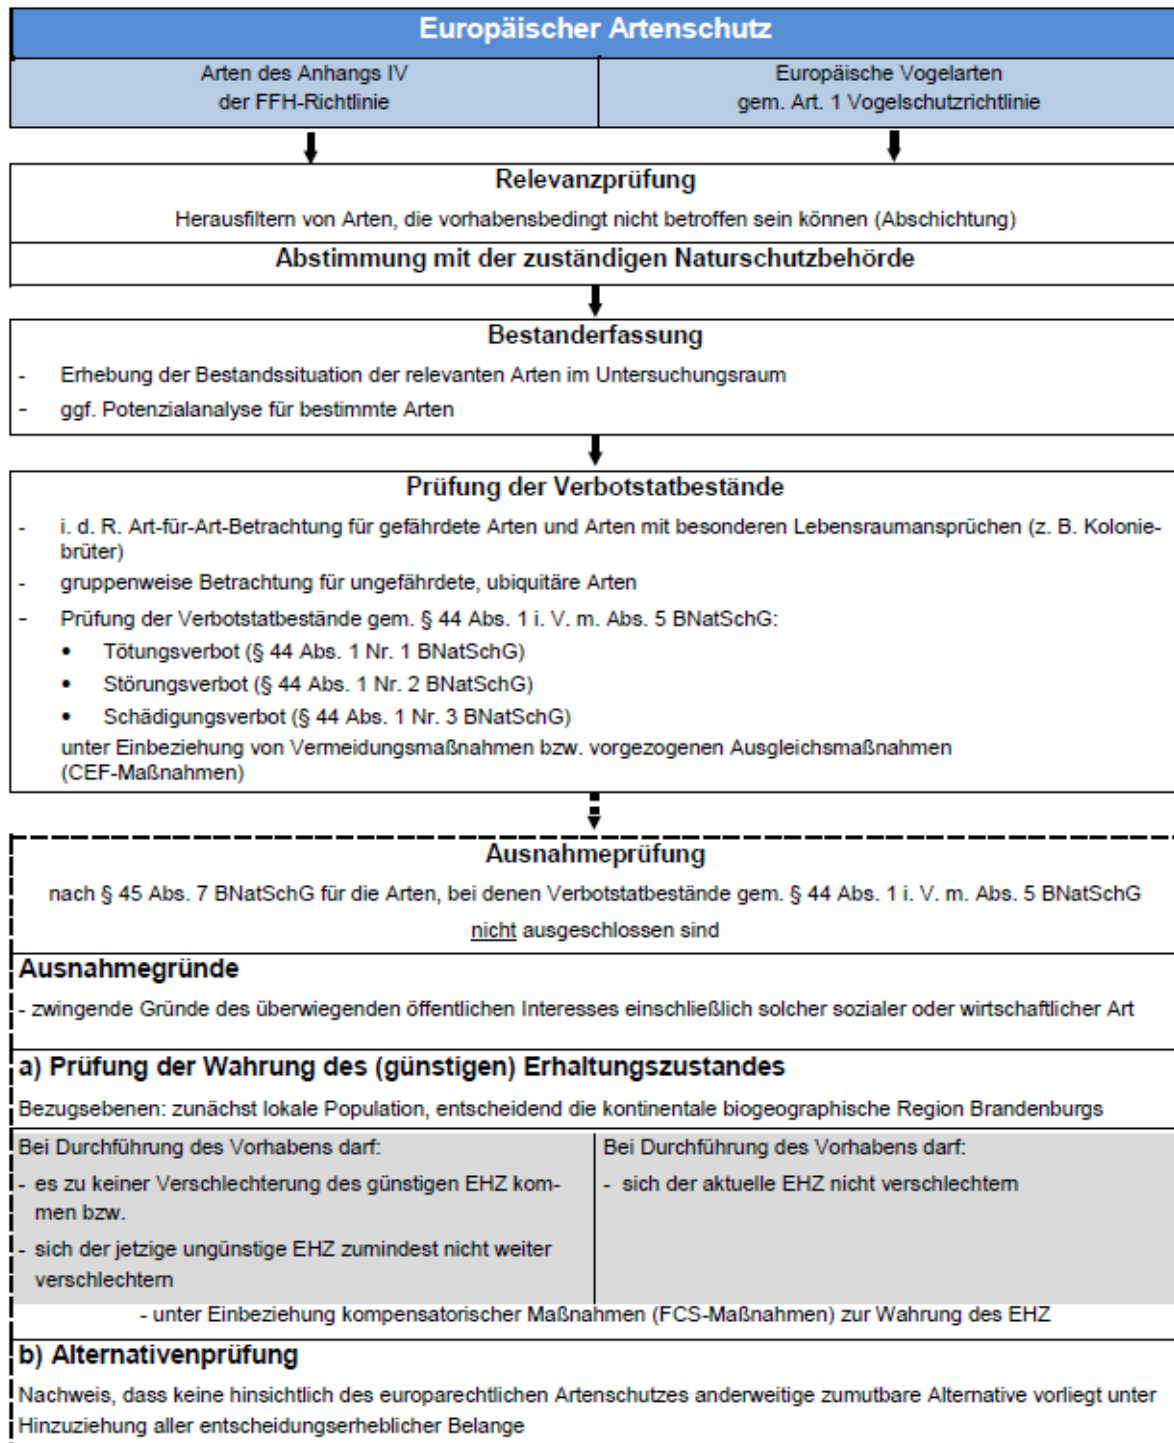 Europäischer Artenschutz
Arten des Anhangs IV
der FFH-Richtlinie
Europäische Vogelarten
gem. Art. 1 Vogelschutzrichtlinie
Relevanzprüfung
Herausfiltern von Arten, die vorhabensbedingt nicht betroffen sein können (Abschichtung)
Abstimmung mit der zuständigen Naturschutzbehörde
Bestanderfassung
- Erhebung der Bestandssituation der relevanten Arten im Untersuchungsraum
- ggf. Potenzialanalyse für bestimmte Arten
Prüfung der Verbotstatbestände
- i. d. R. Art-für-Art-Betrachtung für gefährdete Arten und Arten mit besonderen Lebensraumansprüchen (z. B. Kolonie-
brüter)
- gruppenweise Betrachtung für ungefährdete, ubiquitäre Arten
- Prüfung der Verbotstatbestände gem. § 44 Abs. 1 i. V. m. Abs. 5 BNatSchG:
• Tötungsverbot (§ 44 Abs. 1 Nr. 1 BNatSchG)
• Störungsverbot (§ 44 Abs. 1 Nr. 2 BNatSchG)
• Schädigungsverbot (§ 44 Abs. 1 Nr. 3 BNatSchG)
unter Einbeziehung von Vermeidungsmaßnahmen bzw. vorgezogenen Ausgleichsmaßnahmen
(CEF-Maßnahmen)
Ausnahmeprüfung
nach § 45 Abs. 7 BNatSchG für die Arten, bei denen Verbotstatbestände gem. § 44 Abs. 1 i. V. m. Abs. 5 BNatSchG
nicht ausgeschlossen sind
Ausnahmegründe
- zwingende Gründe des überwiegenden öffentlichen Interesses einschließlich solcher sozialer oder wirtschaftlicher Art
a) Prüfung der Wahrung des (günstigen) Erhaltungszustandes
Bezugsebenen: zunächst lokale Population, entscheidend die kontinentale biogeographische Region Brandenburgs
Bei Durchführung des Vorhabens darf:
- es zu keiner Verschlechterung des günstigen EHZ kom-
men bzw.
- sich der jetzige ungünstige EHZ zumindest nicht weiter
verschlechtern
Bei Durchführung des Vorhabens darf:
- sich der aktuelle EHZ nicht verschlechtern
- unter Einbeziehung kompensatorischer Maßnahmen (FCS-Maßnahmen) zur Wahrung des EHZ
b) Alternativenprüfung
Nachweis, dass keine hinsichtlich des europarechtlichen Artenschutzes anderweitige zumutbare Alternative vorliegt unter
Hinzuziehung aller entscheidungserheblicher Belange